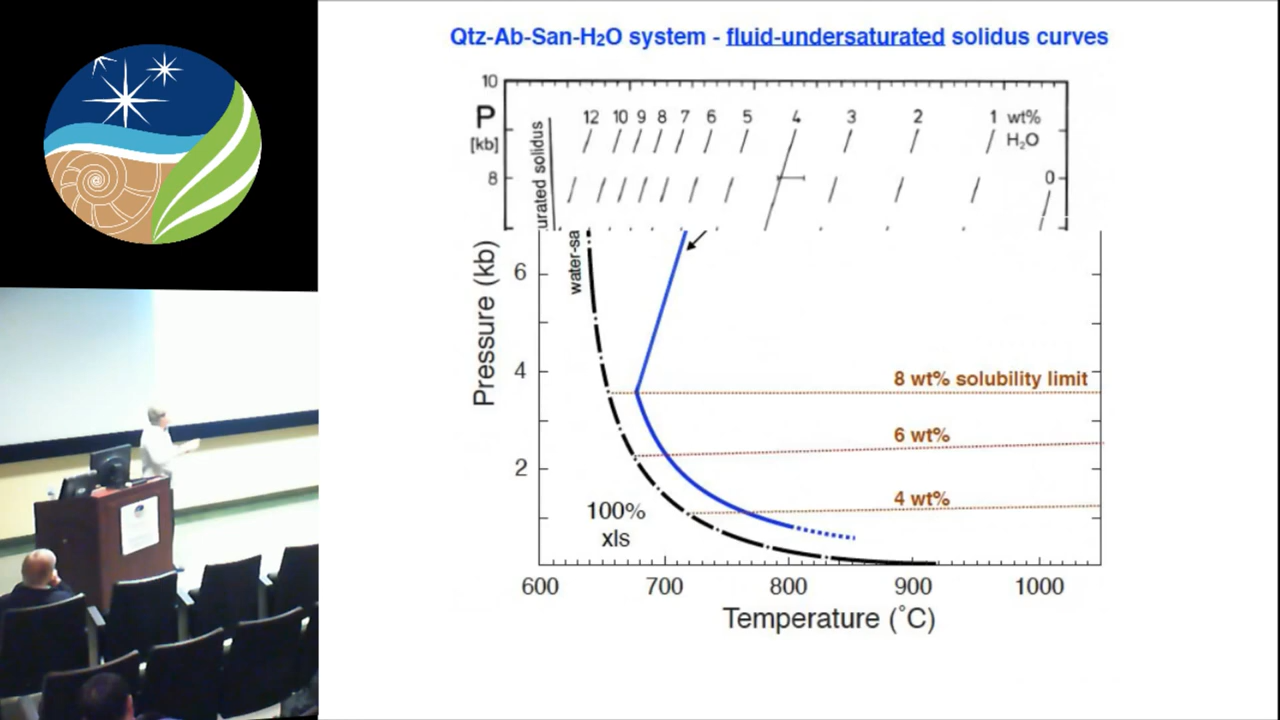 Qtz-Ab-San-H₂O system - fluid-undersaturated solidus curves
10
P
[kb]
8
12 10 9 8 7 6 5 4 3 2 1 wt%
H₂O
0
urated solidus
water-sa
Pressure (kb)
6
4
2
8 wt% solubility limit
6 wt%
4 wt%
100%
xls
600 700 800 900 1000
Temperature (˚C)